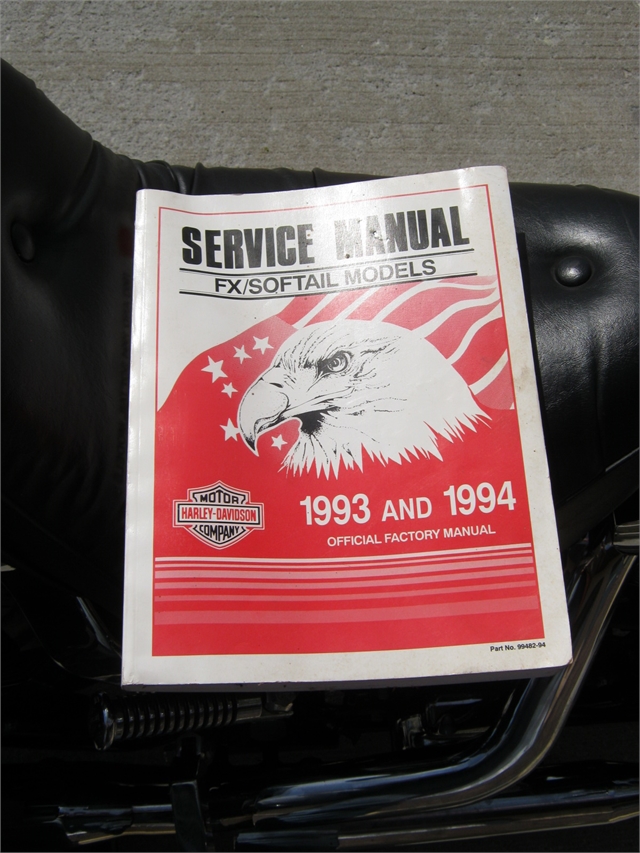 SERVICE MANUAL
FX/SOFTAIL MODELS
MOTOR
HARLEY-DAVIDSON
COMPANY
1993 AND 1994
OFFICIAL FACTORY MANUAL
Part No. 99482-94